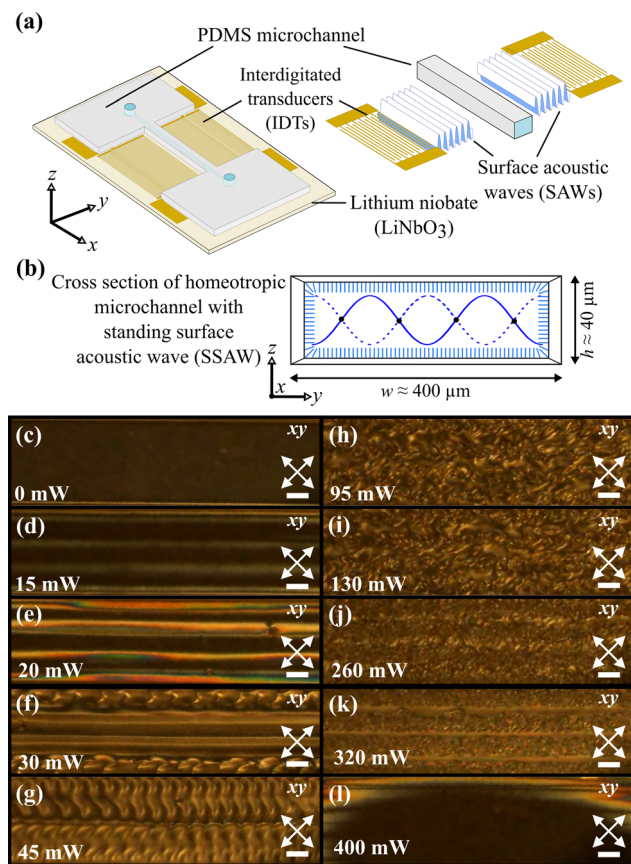 (a)
PDMS microchannel
Interdigitated
transducers
(IDTs)
Surface acoustic
waves (SAWs)
Lithium niobate
(LiNbO3)
z
y
x
(b)
Cross section of homeotropic
microchannel with
standing surface
acoustic wave (SSAW)
z
x
y
w ≈ 400 μm
h ≈ 40 μm
(c)
xy
0 mW
(d)
xy
15 mW
(e)
xy
20 mW
(f)
xy
30 mW
(g)
xy
45 mW
(h)
xy
95 mW
(i)
xy
130 mW
(j)
xy
260 mW
(k)
xy
320 mW
(l)
xy
400 mW